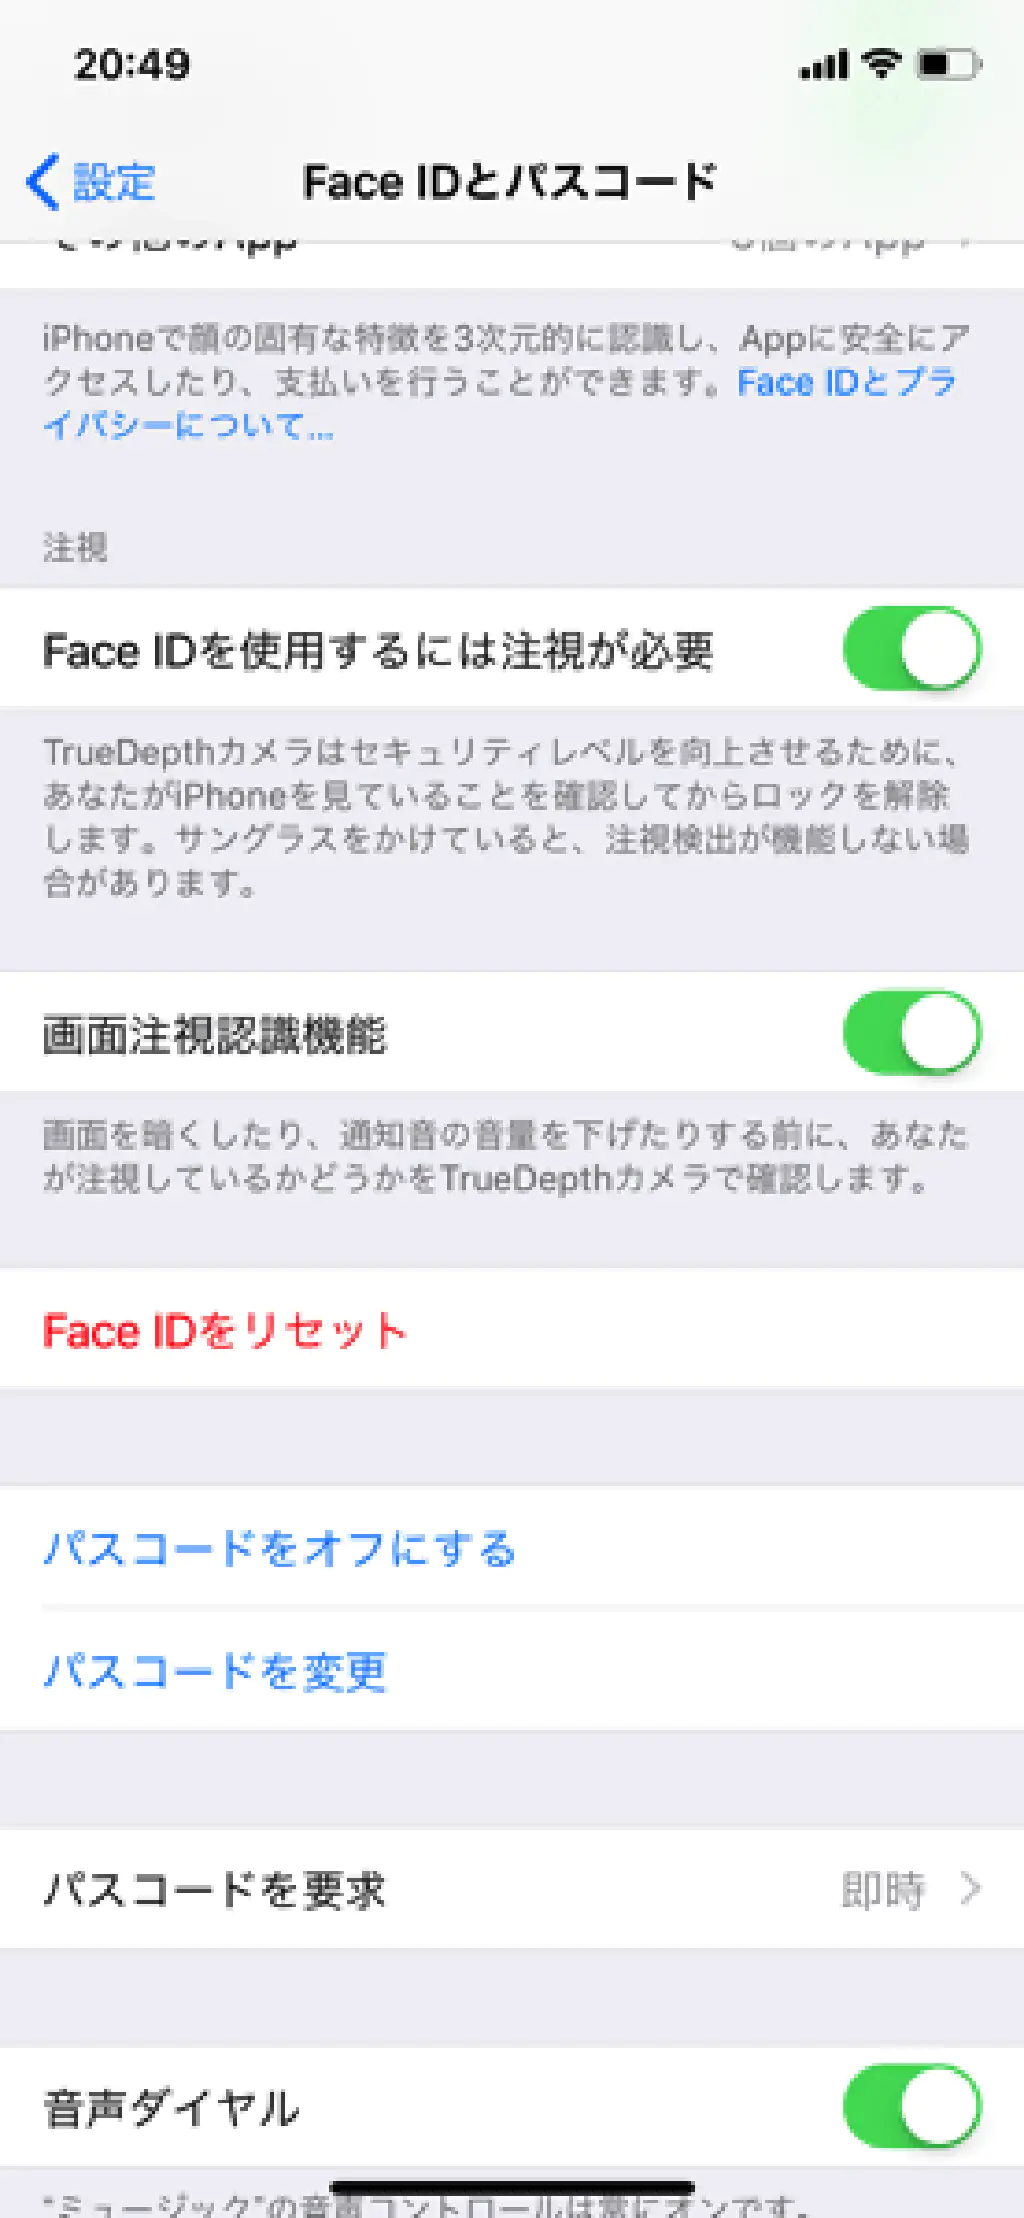 20:49
設定
Face IDとパスコード
その他のApp
iPhoneで顔の固有な特徴を3次元的に認識し、Appに安全にア
クセスしたり、支払いを行うことができます。Face IDとプラ
イバシーについて...
注視
Face IDを使用するには注視が必要
TrueDepthカメラはセキュリティレベルを向上させるために、
あなたがiPhoneを見ていることを確認してからロックを解除
します。サングラスをかけていると、注視検出が機能しない場
合があります。
画面注視認識機能
画面を暗くしたり、通知音の音量を下げたりする前に、あなた
が注視しているかどうかをTrueDepthカメラで確認します。
Face IDをリセット
パスコードをオフにする
パスコードを変更
パスコードを要求
即時
音声ダイヤル
"ミュージック"の音声コントロールは常にオンです。